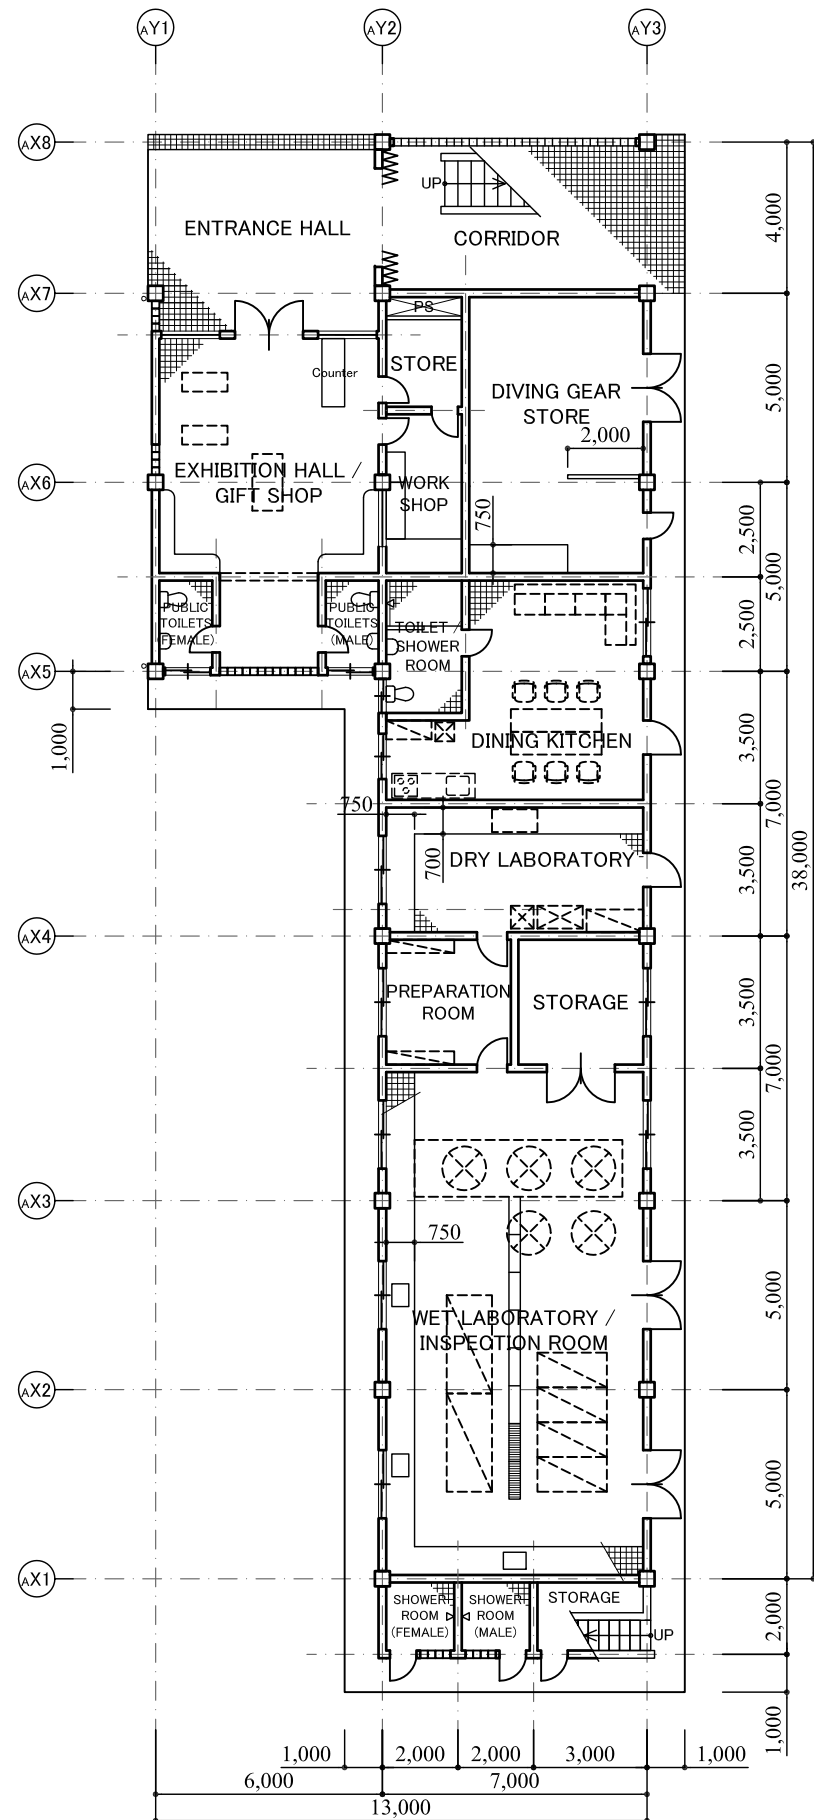 AY1
AY2
AY3
AX8
UP
ENTRANCE HALL
CORRIDOR
4,000
AX7
PS
STORE
Counter
DIVING GEAR
STORE
5,000
2,000
AX6
EXHIBITION HALL /
GIFT SHOP
WORK
SHOP
750
2,500
5,000
2,500
PUBLIC
TOILETS
(FEMALE)
PUBLIC
TOILETS
(MALE)
TOILET /
SHOWER
ROOM
AX5
1,000
DINING KITCHEN
3,500
7,000
750
700
DRY LABORATORY
3,500
38,000
AX4
PREPARATION
ROOM
STORAGE
3,500
7,000
3,500
AX3
750
5,000
WET LABORATORY /
INSPECTION ROOM
AX2
5,000
AX1
SHOWER
ROOM
(FEMALE)
SHOWER
ROOM
(MALE)
STORAGE
UP
2,000
1,000
1,000
2,000
2,000
3,000
1,000
6,000
7,000
13,000